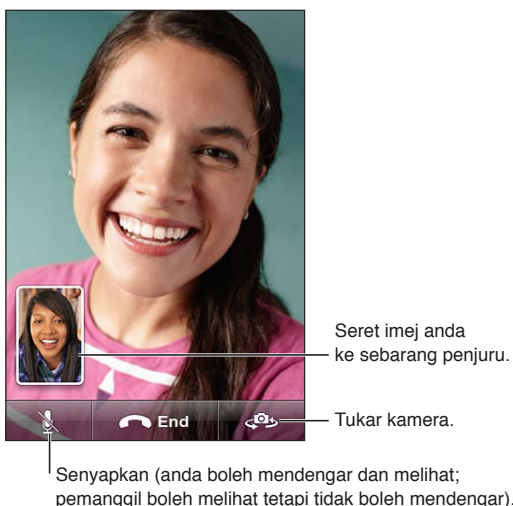 Seret imej anda
ke sebarang penjuru.
End
Tukar kamera.
Senyapkan (anda boleh mendengar dan melihat;
pemanggil boleh melihat tetapi tidak boleh mendengar).